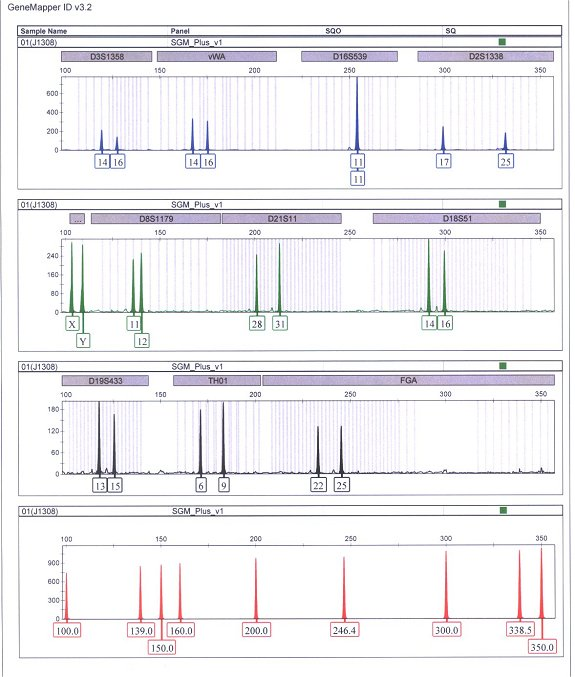 GeneMapper ID v3.2
Sample Name Panel SQO SQ
01(J1308) SGM_Plus_v1
D3S1358 vWA D16S539 D2S1338
100 150 200 250 300 350
600
400
200
0
14 16 14 16 11 17 25
11
01(J1308) SGM_Plus_v1
... D8S1179 D21S11 D18S51
100 150 200 250 300 350
240
160
80
0
X 11 28 31 14 16
Y 12
01(J1308) SGM_Plus_v1
D19S433 TH01 FGA
100 150 200 250 300 350
180
120
60
0
13 15 6 9 22 25
01(J1308) SGM_Plus_v1
100 150 200 250 300 350
900
600
300
0
100.0 139.0 160.0 200.0 246.4 300.0 338.5
150.0 350.0